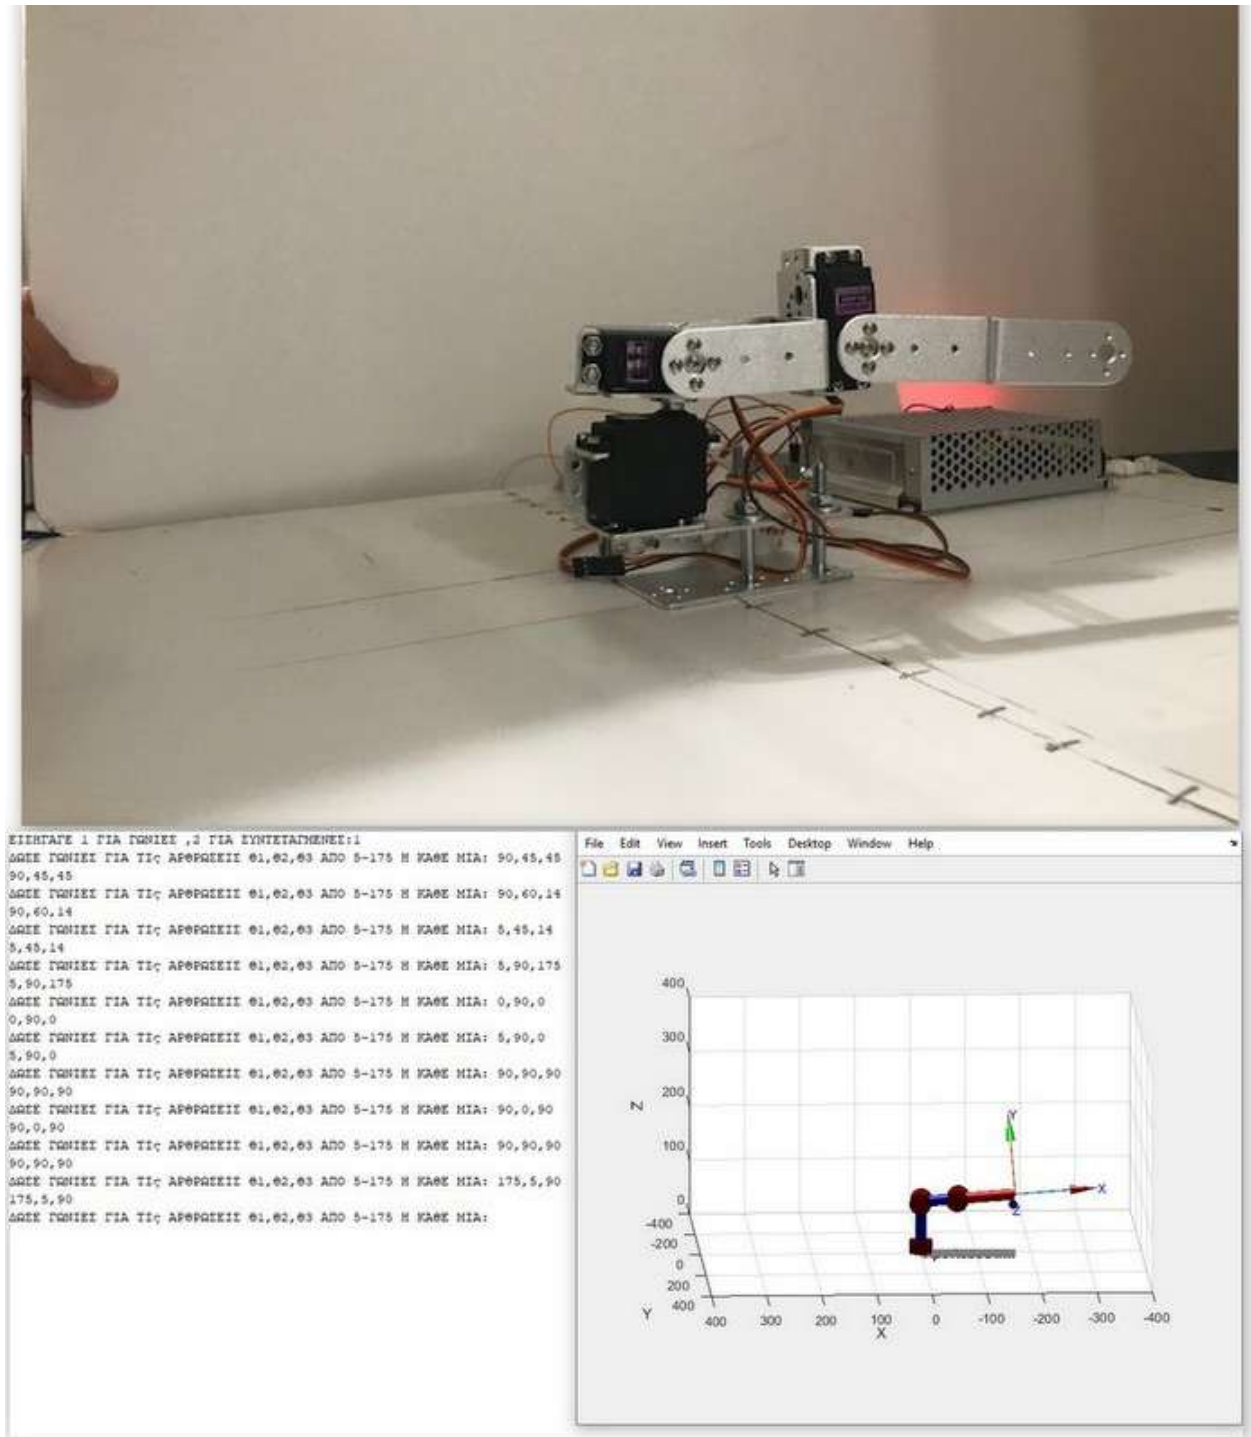 ΕΙΣΗΓΑΓΕ 1 ΓΙΑ ΓΩΝΙΕΣ ,2 ΓΙΑ ΣΥΝΤΕΤΑΓΜΕΝΕΣ:1
ΔΩΣΕ ΓΩΝΙΕΣ ΓΙΑ ΤΙς ΑΡΘΡΩΣΕΙΣ Θ1,Θ2,Θ3 ΑΠΟ 5-175 Η ΚΑΘΕ ΜΙΑ: 90,45,45
90,45,45
ΔΩΣΕ ΓΩΝΙΕΣ ΓΙΑ ΤΙς ΑΡΘΡΩΣΕΙΣ Θ1,Θ2,Θ3 ΑΠΟ 5-175 Η ΚΑΘΕ ΜΙΑ: 90,60,14
90,60,14
ΔΩΣΕ ΓΩΝΙΕΣ ΓΙΑ ΤΙς ΑΡΘΡΩΣΕΙΣ Θ1,Θ2,Θ3 ΑΠΟ 5-175 Η ΚΑΘΕ ΜΙΑ: 5,45,14
5,45,14
ΔΩΣΕ ΓΩΝΙΕΣ ΓΙΑ ΤΙς ΑΡΘΡΩΣΕΙΣ Θ1,Θ2,Θ3 ΑΠΟ 5-175 Η ΚΑΘΕ ΜΙΑ: 5,90,175
5,90,175
ΔΩΣΕ ΓΩΝΙΕΣ ΓΙΑ ΤΙς ΑΡΘΡΩΣΕΙΣ Θ1,Θ2,Θ3 ΑΠΟ 5-175 Η ΚΑΘΕ ΜΙΑ: 0,90,0
0,90,0
ΔΩΣΕ ΓΩΝΙΕΣ ΓΙΑ ΤΙς ΑΡΘΡΩΣΕΙΣ Θ1,Θ2,Θ3 ΑΠΟ 5-175 Η ΚΑΘΕ ΜΙΑ: 5,90,0
5,90,0
ΔΩΣΕ ΓΩΝΙΕΣ ΓΙΑ ΤΙς ΑΡΘΡΩΣΕΙΣ Θ1,Θ2,Θ3 ΑΠΟ 5-175 Η ΚΑΘΕ ΜΙΑ: 90,90,90
90,90,90
ΔΩΣΕ ΓΩΝΙΕΣ ΓΙΑ ΤΙς ΑΡΘΡΩΣΕΙΣ Θ1,Θ2,Θ3 ΑΠΟ 5-175 Η ΚΑΘΕ ΜΙΑ: 90,0,90
90,0,90
ΔΩΣΕ ΓΩΝΙΕΣ ΓΙΑ ΤΙς ΑΡΘΡΩΣΕΙΣ Θ1,Θ2,Θ3 ΑΠΟ 5-175 Η ΚΑΘΕ ΜΙΑ: 90,90,90
90,90,90
ΔΩΣΕ ΓΩΝΙΕΣ ΓΙΑ ΤΙς ΑΡΘΡΩΣΕΙΣ Θ1,Θ2,Θ3 ΑΠΟ 5-175 Η ΚΑΘΕ ΜΙΑ: 175,5,90
175,5,90
ΔΩΣΕ ΓΩΝΙΕΣ ΓΙΑ ΤΙς ΑΡΘΡΩΣΕΙΣ Θ1,Θ2,Θ3 ΑΠΟ 5-175 Η ΚΑΘΕ ΜΙΑ:
File Edit View Insert Tools Desktop Window Help
400
300
200
Z
100
0
Y
X
Z
-400
-200
0
200
400
Y
400 300 200 100 0 -100 -200 -300 -400
X